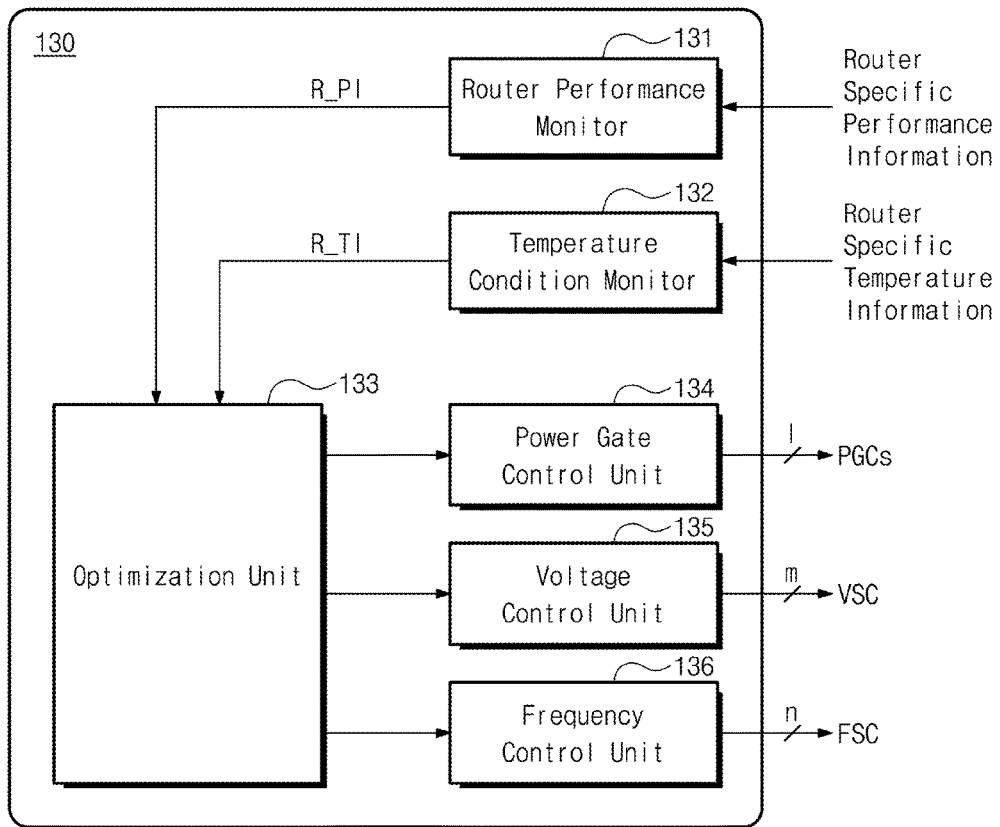 130
131
Router Performance
Monitor
R_PI
Router
Specific
Performance
Information
132
Temperature
Condition Monitor
R_TI
Router
Specific
Temperature
Information
133
Optimization Unit
134
Power Gate
Control Unit
l
PGCs
135
Voltage
Control Unit
m
VSC
136
Frequency
Control Unit
n
FSC